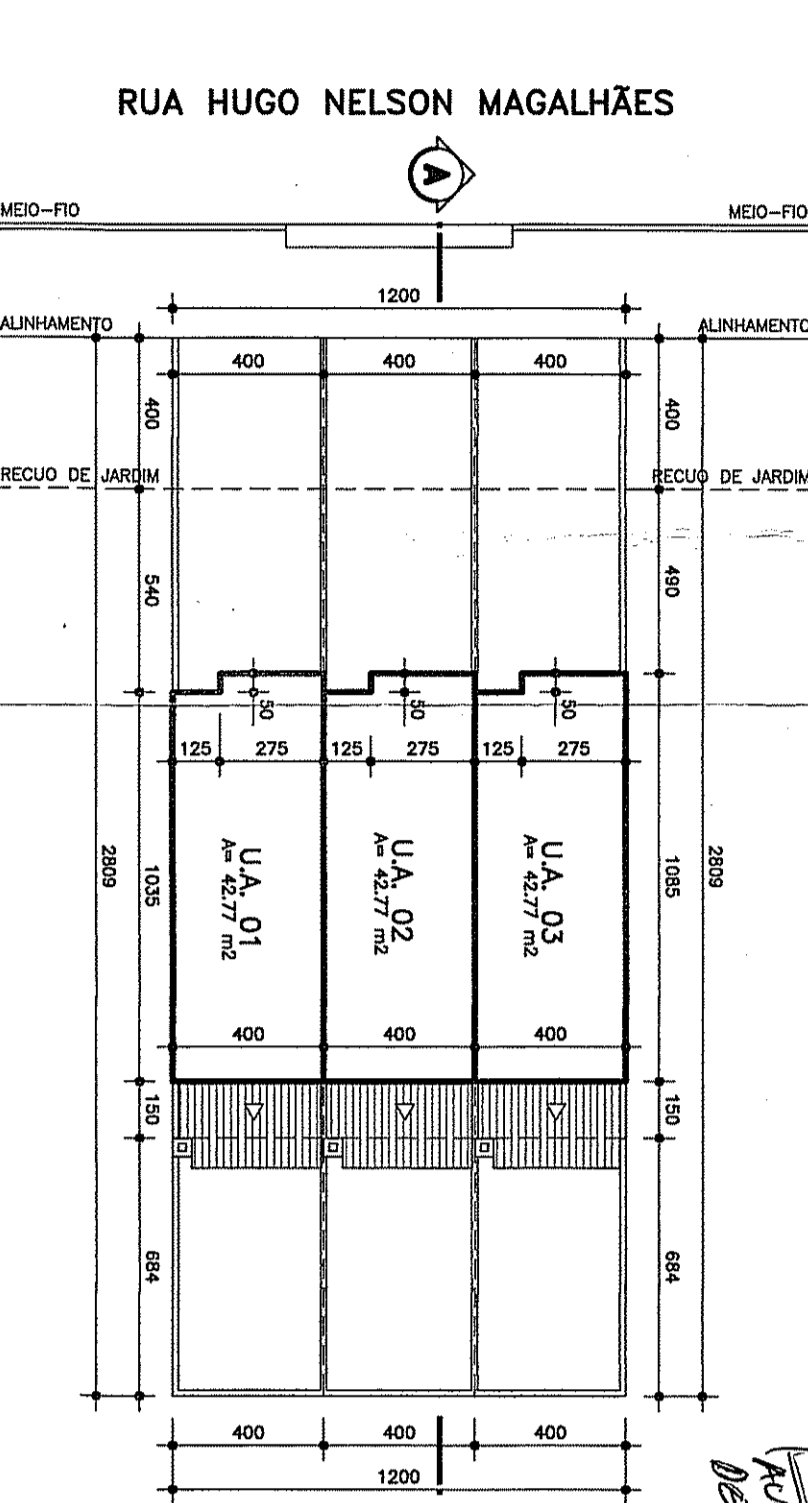 RUA HUGO NELSON MAGALHÃES
A
MEIO-FIO MEIO-FIO
1200
ALINHAMENTO ALINHAMENTO
400 400 400
400 400
RECUO DE JARDIM RECUO DE JARDIM
540 490
50 50 50
125 275 125 275 125 275
2809 1035 1085 2809
U.A. 01
A= 42.77 m2
U.A. 02
A= 42.77 m2
U.A. 03
A= 42.77 m2
400 400 400
150 150
684 684
400 400 400
1200